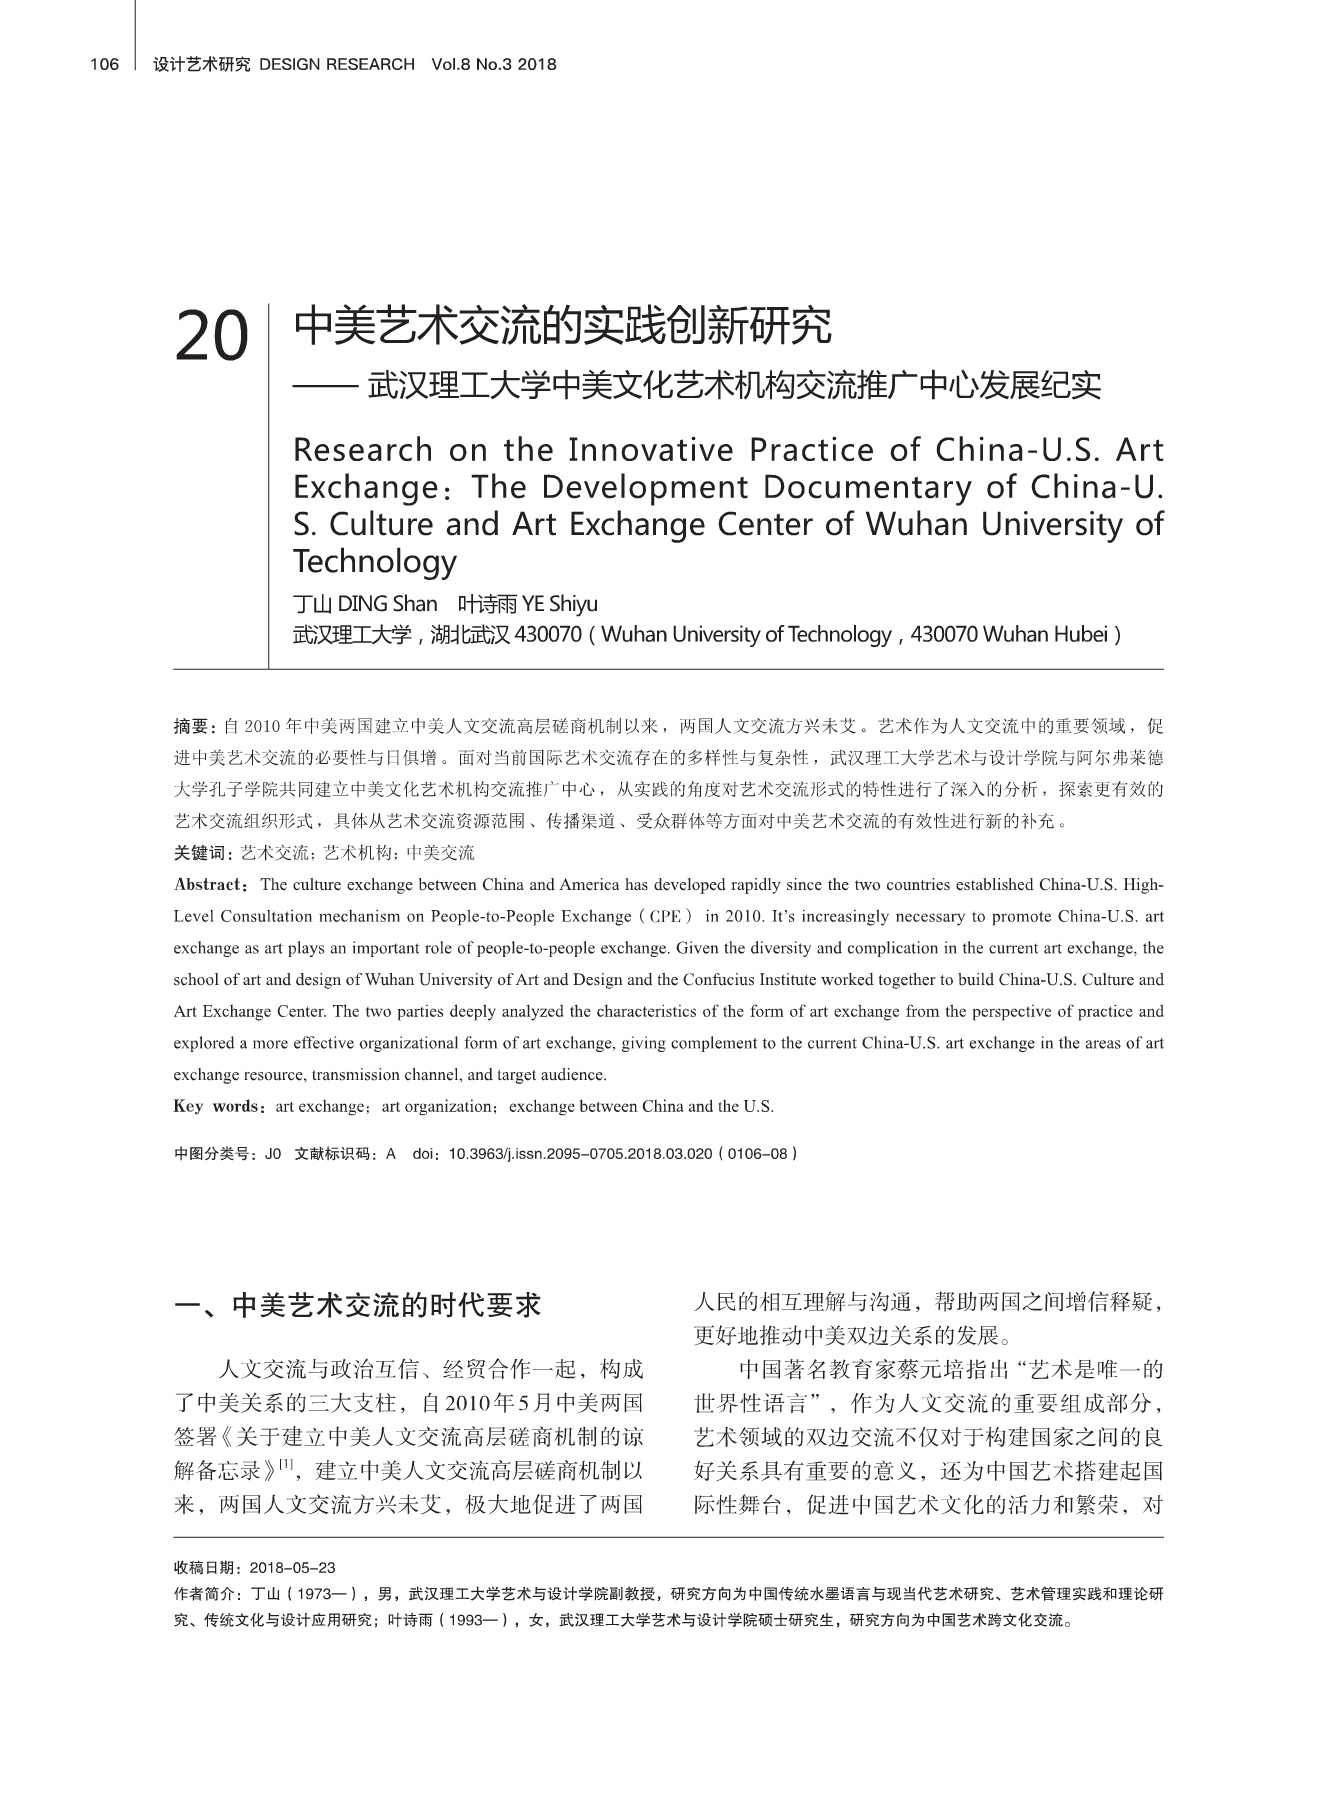 106 设计艺术研究 DESIGN RESEARCH Vol.8 No.3 2018
20
中美艺术交流的实践创新研究
—— 武汉理工大学中美文化艺术机构交流推广中心发展纪实
Research on the Innovative Practice of China-U.S. Art
Exchange：The Development Documentary of China-U.
S. Culture and Art Exchange Center of Wuhan University of
Technology
丁山 DING Shan 叶诗雨 YE Shiyu
武汉理工大学，湖北武汉 430070（Wuhan University of Technology，430070 Wuhan Hubei）
摘要：自 2010 年中美两国建立中美人文交流高层磋商机制以来，两国人文交流方兴未艾。艺术作为人文交流中的重要领域，促
进中美艺术交流的必要性与日俱增。面对当前国际艺术交流存在的多样性与复杂性，武汉理工大学艺术与设计学院与阿尔弗莱德
大学孔子学院共同建立中美文化艺术机构交流推广中心，从实践的角度对艺术交流形式的特性进行了深入的分析，探索更有效的
艺术交流组织形式，具体从艺术交流资源范围、传播渠道、受众群体等方面对中美艺术交流的有效性进行新的补充。
关键词：艺术交流；艺术机构；中美交流
Abstract：The culture exchange between China and America has developed rapidly since the two countries established China-U.S. High-
Level Consultation mechanism on People-to-People Exchange（CPE） in 2010. It's increasingly necessary to promote China-U.S. art
exchange as art plays an important role of people-to-people exchange. Given the diversity and complication in the current art exchange, the
school of art and design of Wuhan University of Art and Design and the Confucius Institute worked together to build China-U.S. Culture and
Art Exchange Center. The two parties deeply analyzed the characteristics of the form of art exchange from the perspective of practice and
explored a more effective organizational form of art exchange, giving complement to the current China-U.S. art exchange in the areas of art
exchange resource, transmission channel, and target audience.
Key words：art exchange；art organization；exchange between China and the U.S.
中图分类号：J0 文献标识码：A doi：10.3963/j.issn.2095-0705.2018.03.020（0106-08）
一、中美艺术交流的时代要求
人文交流与政治互信、经贸合作一起，构成
了中美关系的三大支柱，自2010年5月中美两国
签署《关于建立中美人文交流高层磋商机制的谅
解备忘录》[1]，建立中美人文交流高层磋商机制以
来，两国人文交流方兴未艾，极大地促进了两国
人民的相互理解与沟通，帮助两国之间增信释疑，
更好地推动中美双边关系的发展。
中国著名教育家蔡元培指出“艺术是唯一的
世界性语言”，作为人文交流的重要组成部分，
艺术领域的双边交流不仅对于构建国家之间的良
好关系具有重要的意义，还为中国艺术搭建起国
际性舞台，促进中国艺术文化的活力和繁荣，对
收稿日期：2018-05-23
作者简介：丁山（1973—），男，武汉理工大学艺术与设计学院副教授，研究方向为中国传统水墨语言与现当代艺术研究、艺术管理实践和理论研
究、传统文化与设计应用研究；叶诗雨（1993—），女，武汉理工大学艺术与设计学院硕士研究生，研究方向为中国艺术跨文化交流。